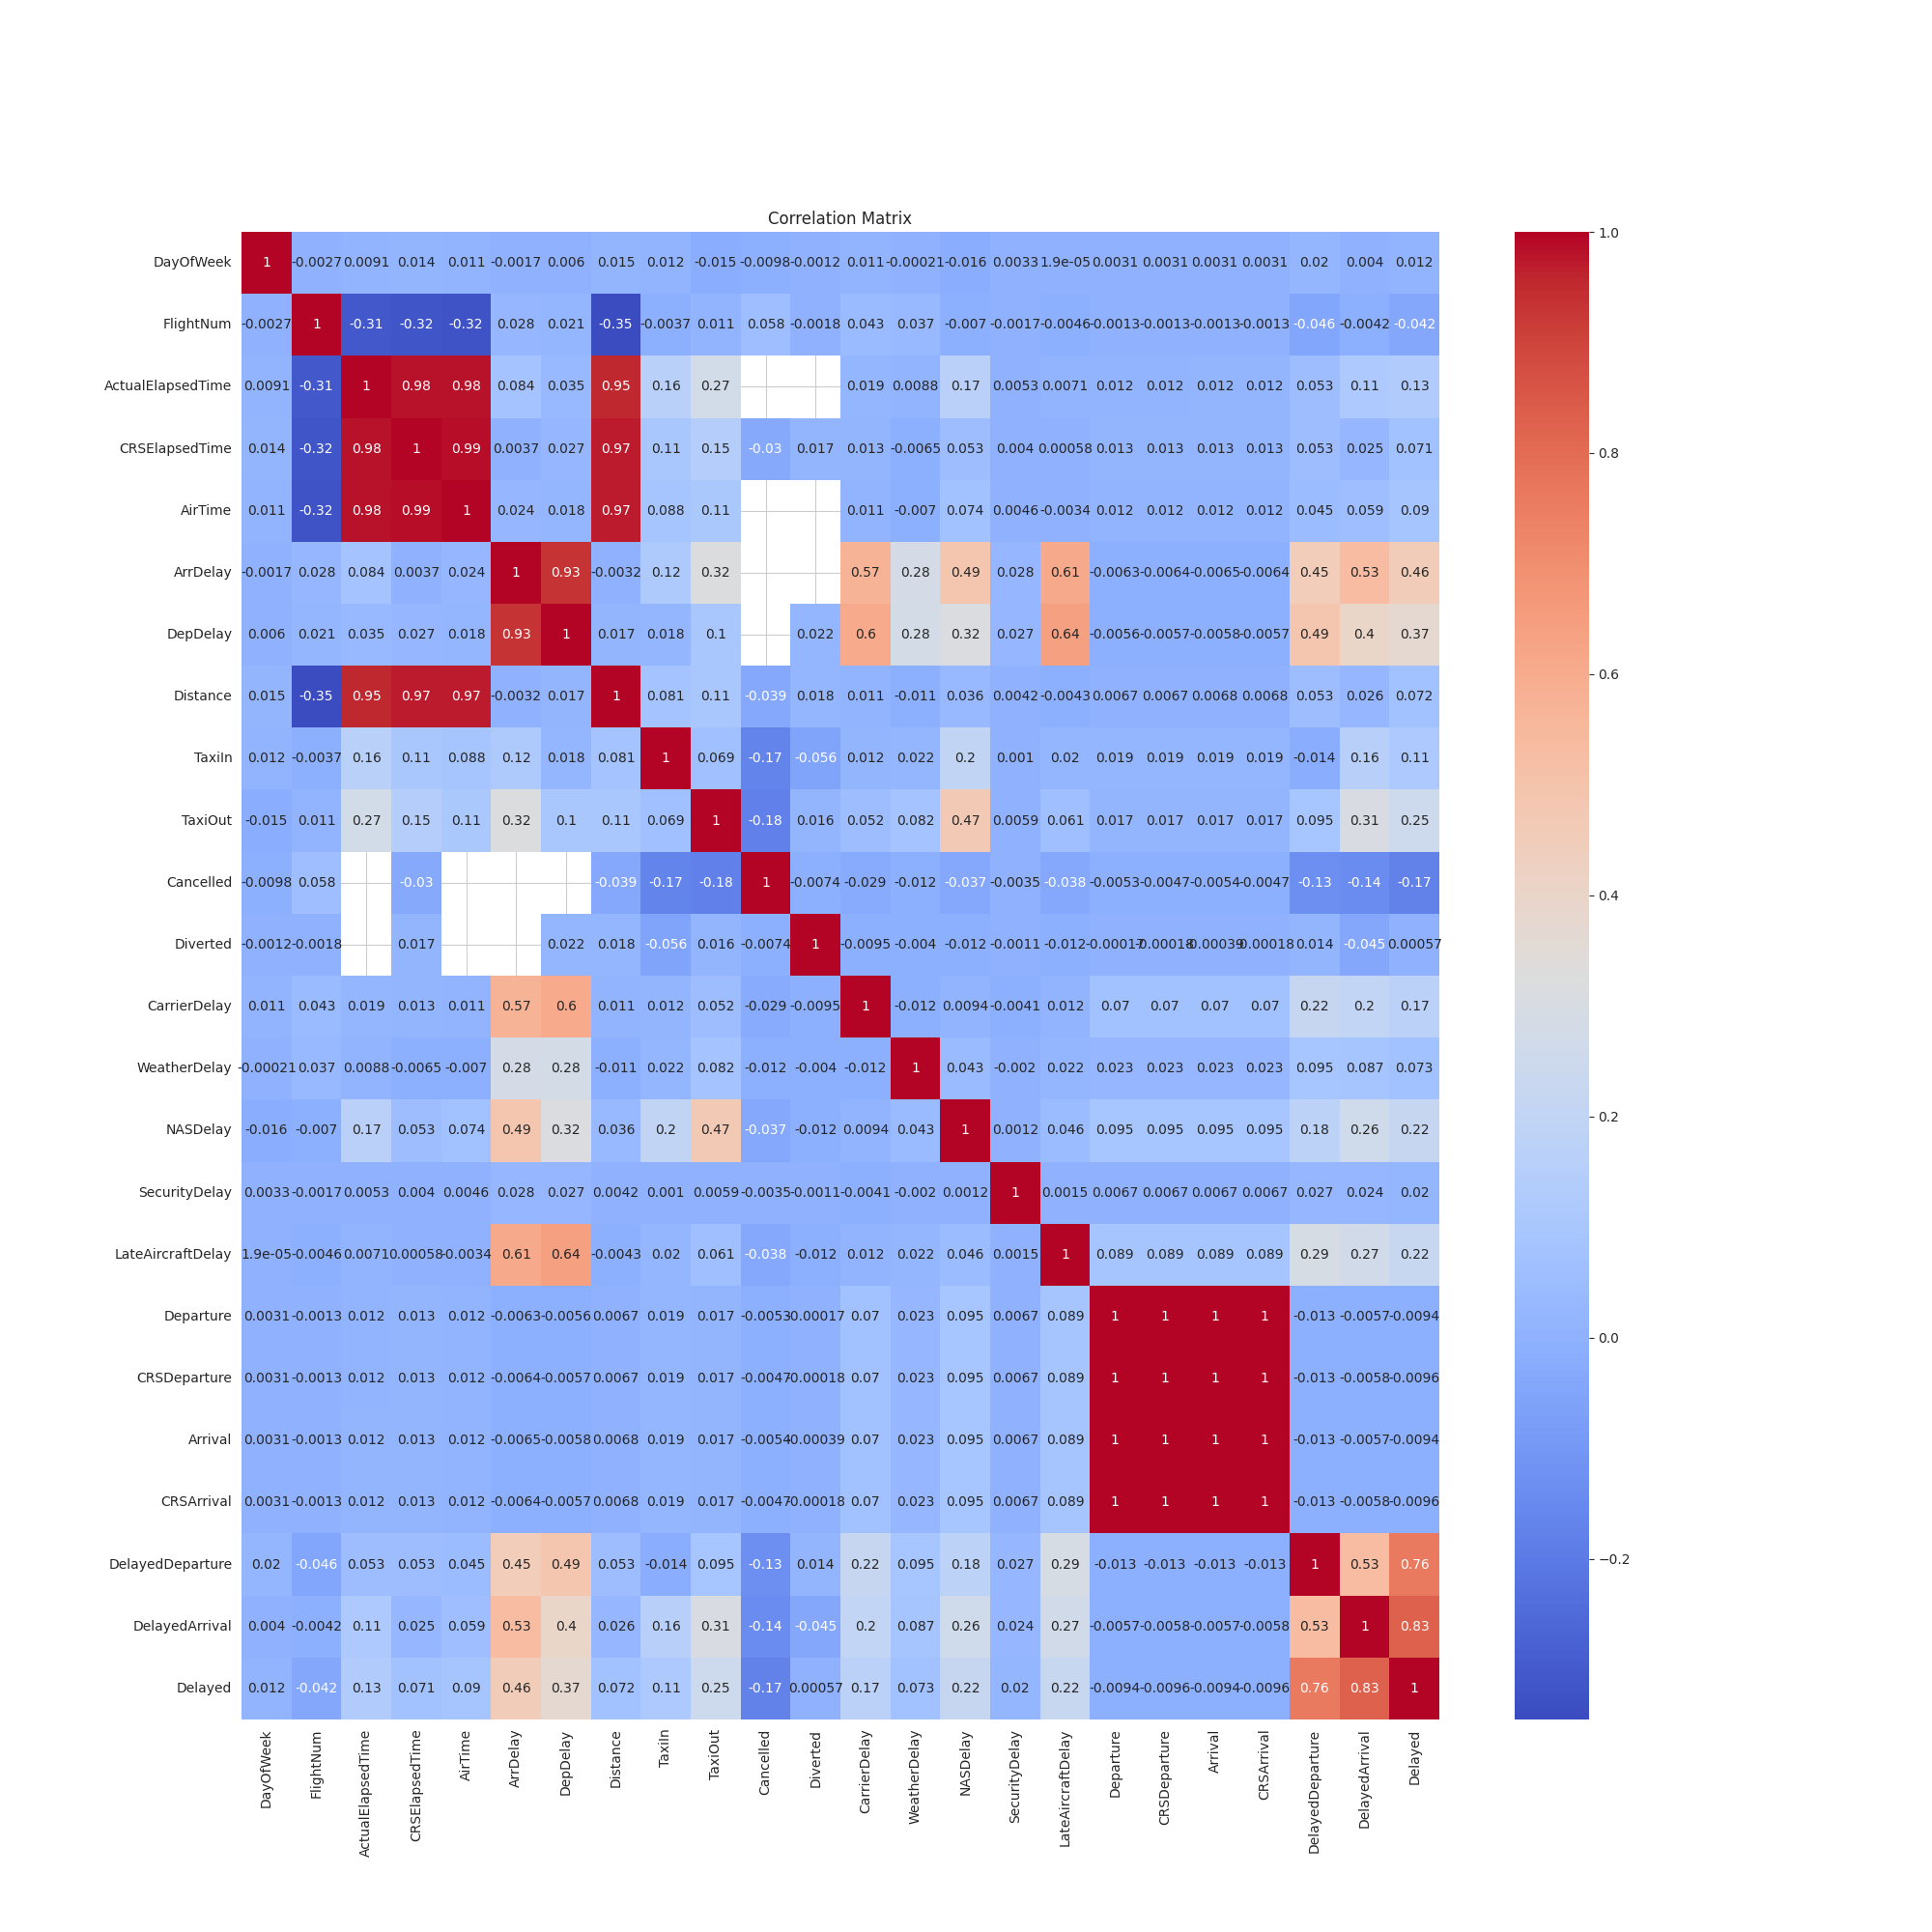 Correlation Matrix
DayOfWeek 1 -0.0027 0.0091 0.014 0.011 -0.0017 0.006 0.015 0.012 -0.015 -0.0098 -0.0012 0.011 -0.00021 -0.016 0.0033 1.9e-05 0.0031 0.0031 0.0031 0.0031 0.02 0.004 0.012
FlightNum -0.0027 1 -0.31 -0.32 -0.32 0.028 0.021 -0.35 -0.0037 0.011 0.058 -0.0018 0.043 0.037 -0.007 -0.0017 -0.0046 -0.0013 -0.0013 -0.0013 -0.0013 -0.046 -0.0042 -0.042
ActualElapsedTime 0.0091 -0.31 1 0.98 0.98 0.084 0.035 0.95 0.16 0.27 0.019 0.0088 0.17 0.0053 0.0071 0.012 0.012 0.012 0.012 0.053 0.11 0.13
CRSElapsedTime 0.014 -0.32 0.98 1 0.99 0.0037 0.027 0.97 0.11 0.15 -0.03 0.017 0.013 -0.0065 0.053 0.004 0.00058 0.013 0.013 0.013 0.013 0.053 0.025 0.071
AirTime 0.011 -0.32 0.98 0.99 1 0.024 0.018 0.97 0.088 0.11 0.011 -0.007 0.074 0.0046 -0.0034 0.012 0.012 0.012 0.012 0.045 0.059 0.09
ArrDelay -0.0017 0.028 0.084 0.0037 0.024 1 0.93 -0.0032 0.12 0.32 0.57 0.28 0.49 0.028 0.61 -0.0063 -0.0064 -0.0065 -0.0064 0.45 0.53 0.46
DepDelay 0.006 0.021 0.035 0.027 0.018 0.93 1 0.017 0.018 0.1 0.022 0.6 0.28 0.32 0.027 0.64 -0.0056 -0.0057 -0.0058 -0.0057 0.49 0.4 0.37
Distance 0.015 -0.35 0.95 0.97 0.97 -0.0032 0.017 1 0.081 0.11 -0.039 0.018 0.011 -0.011 0.036 0.0042 -0.0043 0.0067 0.0067 0.0068 0.0068 0.053 0.026 0.072
TaxiIn 0.012 -0.0037 0.16 0.11 0.088 0.12 0.018 0.081 1 0.069 -0.17 -0.056 0.012 0.022 0.2 0.001 0.02 0.019 0.019 0.019 0.019 -0.014 0.16 0.11
TaxiOut -0.015 0.011 0.27 0.15 0.11 0.32 0.1 0.11 0.069 1 -0.18 0.016 0.052 0.082 0.47 0.0059 0.061 0.017 0.017 0.017 0.017 0.095 0.31 0.25
Cancelled -0.0098 0.058 -0.03 -0.039 -0.17 -0.18 1 -0.0074 -0.029 -0.012 -0.037 -0.0035 -0.038 -0.0053 -0.0047 -0.0054 -0.0047 -0.13 -0.14 -0.17
Diverted -0.0012 -0.0018 0.017 0.022 0.018 -0.056 0.016 -0.0074 1 -0.0095 -0.004 -0.012 -0.0011 -0.012 -0.00017 -0.00018 -0.00039 -0.00018 0.014 -0.045 0.00057
CarrierDelay 0.011 0.043 0.019 0.013 0.011 0.57 0.6 0.011 0.012 0.052 -0.029 -0.0095 1 -0.012 0.0094 -0.0041 0.012 0.07 0.07 0.07 0.07 0.22 0.2 0.17
WeatherDelay -0.00021 0.037 0.0088 -0.0065 -0.007 0.28 0.28 -0.011 0.022 0.082 -0.012 -0.004 -0.012 1 0.043 -0.002 0.022 0.023 0.023 0.023 0.023 0.095 0.087 0.073
NASDelay -0.016 -0.007 0.17 0.053 0.074 0.49 0.32 0.036 0.2 0.47 -0.037 -0.012 0.0094 0.043 1 0.0012 0.046 0.095 0.095 0.095 0.095 0.18 0.26 0.22
SecurityDelay 0.0033 -0.0017 0.0053 0.004 0.0046 0.028 0.027 0.0042 0.001 0.0059 -0.0035 -0.0011 -0.0041 -0.002 0.0012 1 0.0015 0.0067 0.0067 0.0067 0.0067 0.027 0.024 0.02
LateAircraftDelay 1.9e-05 -0.0046 0.0071 0.00058 -0.0034 0.61 0.64 -0.0043 0.02 0.061 -0.038 -0.012 0.012 0.022 0.046 0.0015 1 0.089 0.089 0.089 0.089 0.29 0.27 0.22
Departure 0.0031 -0.0013 0.012 0.013 0.012 -0.0063 -0.0056 0.0067 0.019 0.017 -0.0053 -0.00017 0.07 0.023 0.095 0.0067 0.089 1 1 1 1 -0.013 -0.0057 -0.0094
CRSDeparture 0.0031 -0.0013 0.012 0.013 0.012 -0.0064 -0.0057 0.0067 0.019 0.017 -0.0047 -0.00018 0.07 0.023 0.095 0.0067 0.089 1 1 1 1 -0.013 -0.0058 -0.0096
Arrival 0.0031 -0.0013 0.012 0.013 0.012 -0.0065 -0.0058 0.0068 0.019 0.017 -0.0054 -0.00039 0.07 0.023 0.095 0.0067 0.089 1 1 1 1 -0.013 -0.0057 -0.0094
CRSArrival 0.0031 -0.0013 0.012 0.013 0.012 -0.0064 -0.0057 0.0068 0.019 0.017 -0.0047 -0.00018 0.07 0.023 0.095 0.0067 0.089 1 1 1 1 -0.013 -0.0058 -0.0096
DelayedDeparture 0.02 -0.046 0.053 0.053 0.045 0.45 0.49 0.053 -0.014 0.095 -0.13 0.014 0.22 0.095 0.18 0.027 0.29 -0.013 -0.013 -0.013 -0.013 1 0.53 0.76
DelayedArrival 0.004 -0.0042 0.11 0.025 0.059 0.53 0.4 0.026 0.16 0.31 -0.14 -0.045 0.2 0.087 0.26 0.024 0.27 -0.0057 -0.0058 -0.0057 -0.0058 0.53 1 0.83
Delayed 0.012 -0.042 0.13 0.071 0.09 0.46 0.37 0.072 0.11 0.25 -0.17 0.00057 0.17 0.073 0.22 0.02 0.22 -0.0094 -0.0096 -0.0094 -0.0096 0.76 0.83 1
DayOfWeek
FlightNum
ActualElapsedTime
CRSElapsedTime
AirTime
ArrDelay
DepDelay
Distance
TaxiIn
TaxiOut
Cancelled
Diverted
CarrierDelay
WeatherDelay
NASDelay
SecurityDelay
LateAircraftDelay
Departure
CRSDeparture
Arrival
CRSArrival
DelayedDeparture
DelayedArrival
Delayed
1.0
0.8
0.6
0.4
0.2
0.0
−0.2